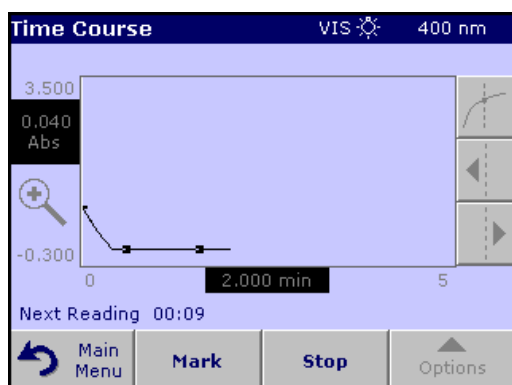 Time Course VIS 400 nm
3.500
0.040
Abs
-0.300
0 2.000 min 5
Next Reading 00:09
Main
Menu
Mark Stop Options